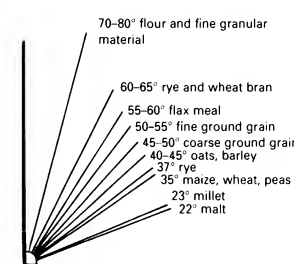 70–80° flour and fine granular
material
60–65° rye and wheat bran
55–60° flax meal
50–55° fine ground grain
45–50° coarse ground grain
40–45° oats, barley
37° rye
35° maize, wheat, peas
23° millet
22° malt